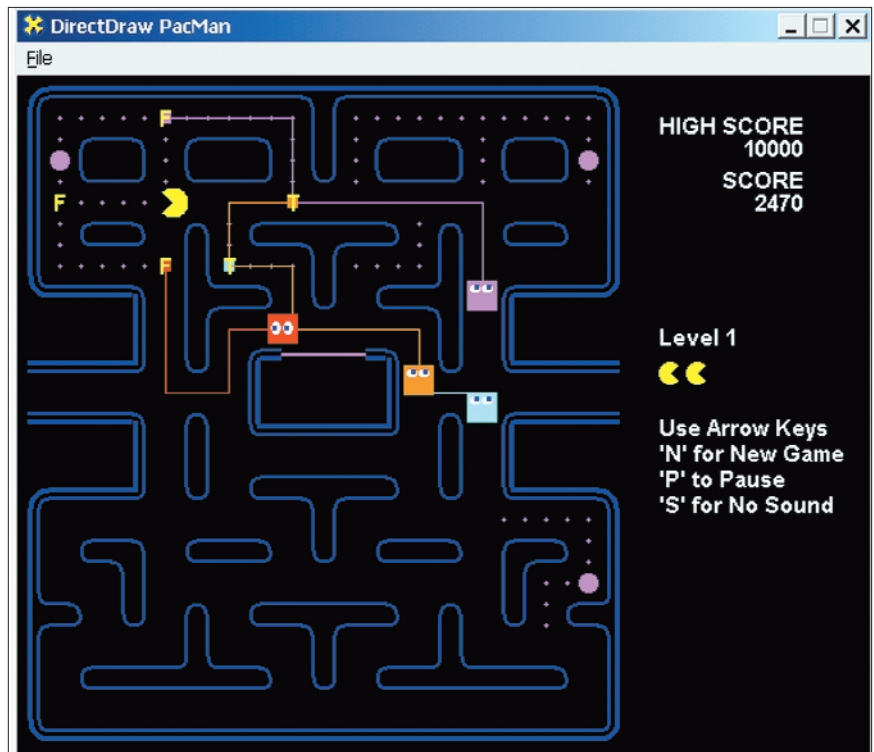 DirectDraw PacMan
File
F
HIGH SCORE
10000
F
T
SCORE
2470
F
T
Level 1
Use Arrow Keys
'N' for New Game
'P' to Pause
'S' for No Sound